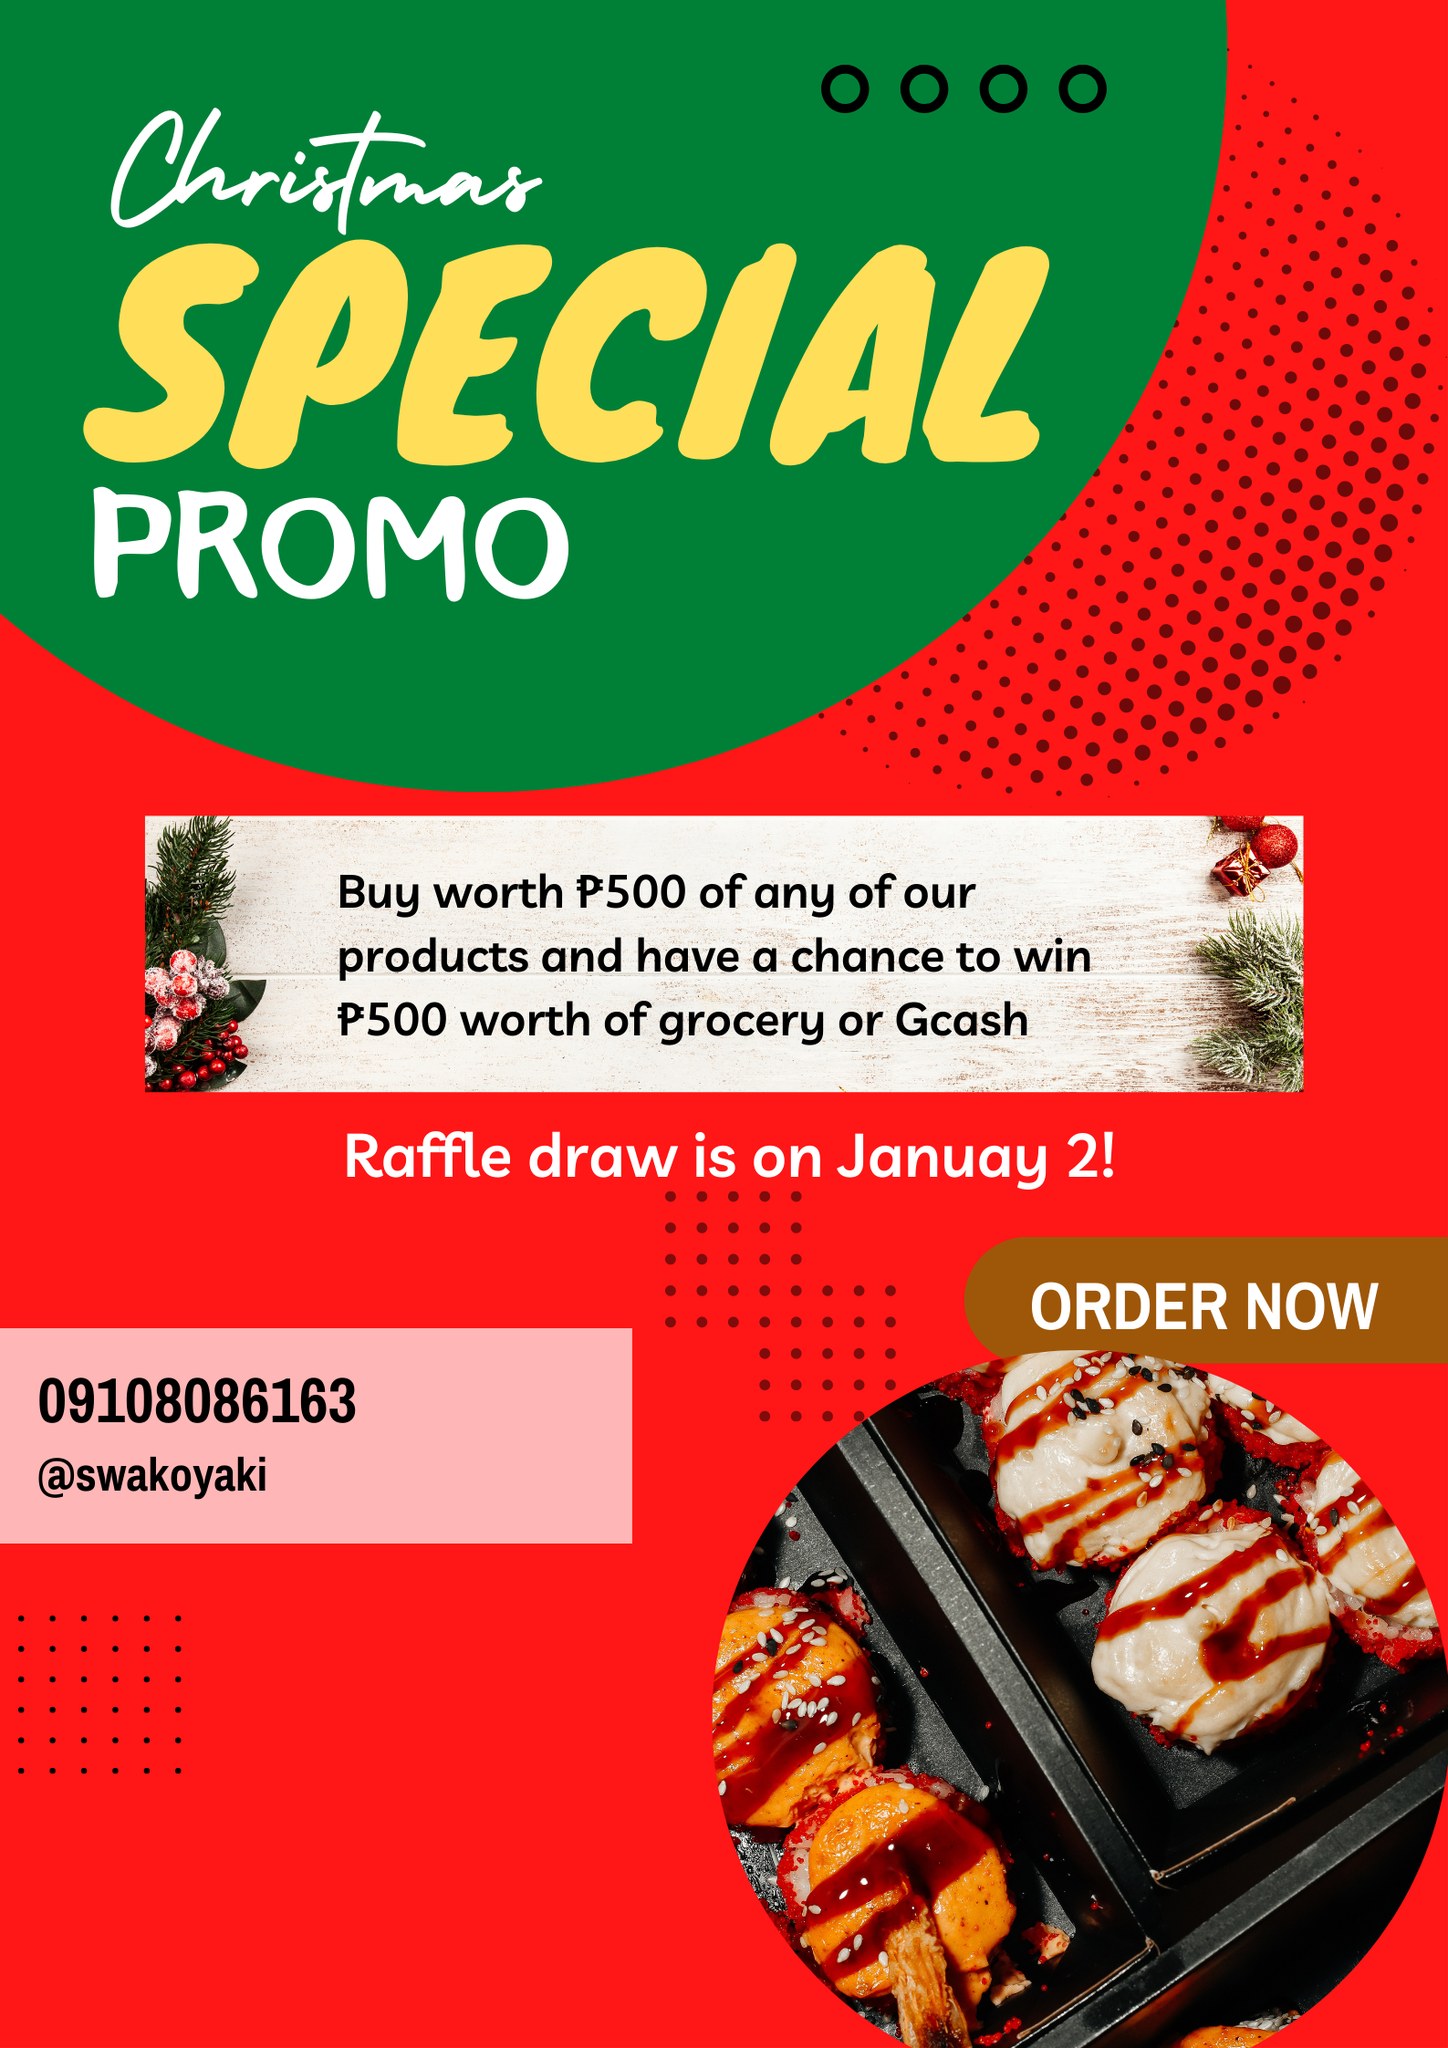 Christmas
SPECIAL
PROMO
Buy worth ₱500 of any of our
products and have a chance to win
₱500 worth of grocery or Gcash
Raffle draw is on Januay 2!
ORDER NOW
09108086163
@swakoyaki